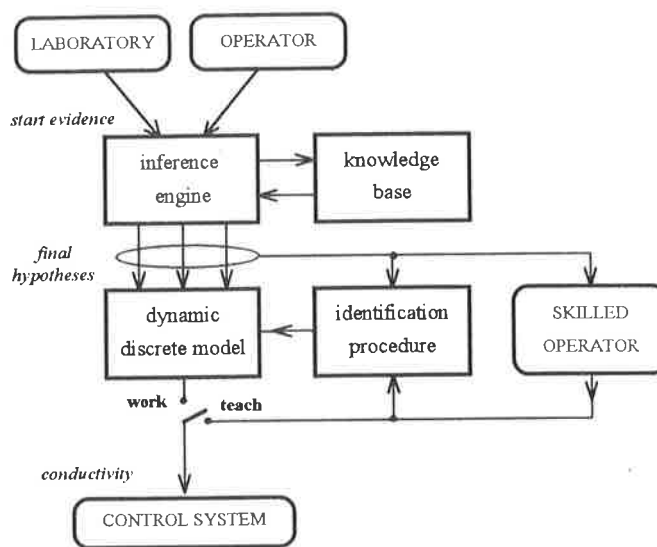 LABORATORY
OPERATOR
start evidence
inference
engine
knowledge
base
final
hypotheses
dynamic
discrete model
identification
procedure
SKILLED
OPERATOR
work
teach
conductivity
CONTROL SYSTEM